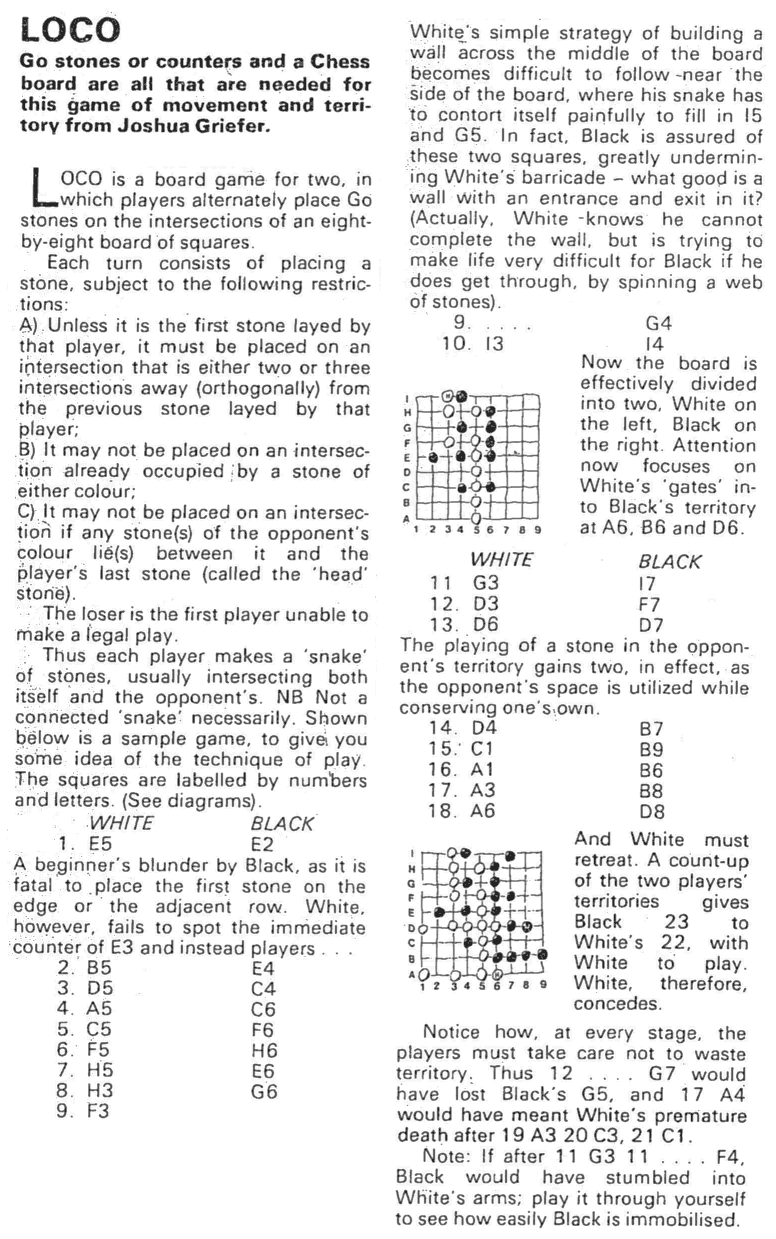 LOCO
Go stones or counters and a Chess
board are all that are needed for
this game of movement and terri-
tory from Joshua Griefer.
LOCO is a board game for two, in
which players alternately place Go
stones on the intersections of an eight-
by-eight board of squares.
Each turn consists of placing a
stone, subject to the following restric-
tions:
A) Unless it is the first stone layed by
that player, it must be placed on an
intersection that is either two or three
intersections away (orthogonally) from
the previous stone layed by that
player;
B) It may not be placed on an intersec-
tion already occupied by a stone of
either colour;
C) It may not be placed on an intersec-
tion if any stone(s) of the opponent's
colour lie(s) between it and the
player's last stone (called the 'head'
stone).
The loser is the first player unable to
make a legal play.
Thus each player makes a 'snake'
of stones, usually intersecting both
itself and the opponent's. NB Not a
connected 'snake' necessarily. Shown
below is a sample game, to give you
some idea of the technique of play.
The squares are labelled by numbers
and letters. (See diagrams).
WHITE BLACK
1. E5 E2
A beginner's blunder by Black, as it is
fatal to place the first stone on the
edge or the adjacent row. White,
however, fails to spot the immediate
counter of E3 and instead players . . .
2. B5 E4
3. D5 C4
4. A5 C6
5. C5 F6
6. F5 H6
7. H5 E6
8. H3 G6
9. F3
White's simple strategy of building a
wall across the middle of the board
becomes difficult to follow -near the
side of the board, where his snake has
to contort itself painfully to fill in I5
and G5. In fact, Black is assured of
these two squares, greatly undermin-
ing White's barricade – what good is a
wall with an entrance and exit in it?
(Actually, White -knows he cannot
complete the wall, but is trying to
make life very difficult for Black if he
does get through, by spinning a web
of stones).
9. . . . . G4
10. I3 I4
I
H
G
F
E
D
C
B
A
1 2 3 4 5 6 7 8 9
Now the board is
effectively divided
into two, White on
the left, Black on
the right. Attention
now focuses on
White's 'gates' in-
to Black's territory
at A6, B6 and D6.
WHITE BLACK
11 G3 I7
12. D3 F7
13. D6 D7
The playing of a stone in the oppon-
ent's territory gains two, in effect, as
the opponent's space is utilized while
conserving one's own.
14. D4 B7
15. C1 B9
16. A1 B6
17. A3 B8
18. A6 D8
I
H
G
F
E
D
C
B
A
1 2 3 4 5 6 7 8 9
And White must
retreat. A count-up
of the two players'
territories gives
Black 23 to
White's 22, with
White to play.
White, therefore,
concedes.
Notice how, at every stage, the
players must take care not to waste
territory. Thus 12 . . . . G7 would
have lost Black's G5, and 17 A4
would have meant White's premature
death after 19 A3 20 C3, 21 C1.
Note: If after 11 G3 11 . . . . F4,
Black would have stumbled into
White's arms; play it through yourself
to see how easily Black is immobilised.